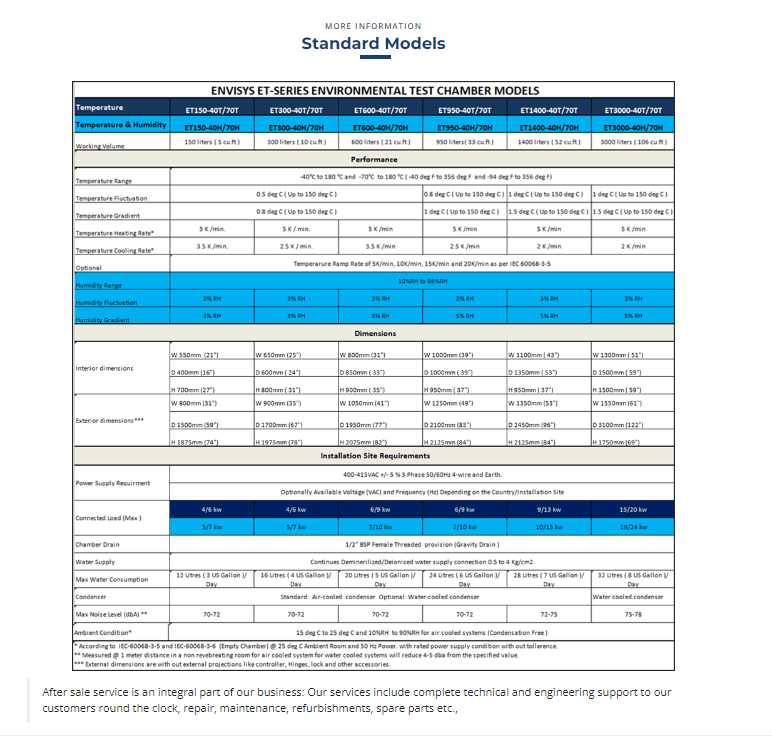 MORE INFORMATION
Standard Models
ENVISYS ET-SERIES ENVIRONMENTAL TEST CHAMBER MODELS
Temperature ET150-40T/70T ET300-40T/70T ET600-40T/70T ET950-40T/70T ET1400-40T/70T ET3000-40T/70T
Temperature & Humidity ET150-40H/70H ET300-40H/70H ET600-40H/70H ET950-40H/70H ET1400-40H/70H ET3000-40H/70H
Working Volume 150 liters ( 5 cu.ft ) 300 liters ( 10 cu.ft ) 600 liters ( 21 cu.ft ) 950 liters( 33 cu.ft ) 1400 liters ( 52 cu.ft ) 3000 liters ( 106 cu.ft )
Performance
Temperature Range -40°C to 180 °C and -70°C to 180 °C ( -40 deg F to 356 deg F and -94 deg F to 356 deg F)
Temperature Fluctuation 0.5 deg C ( Up to 150 deg C ) 0.8 deg C ( Up to 150 deg C ) 1 deg C ( Up to 150 deg C ) 1 deg C ( Up to 150 deg C )
Temperature Gradient 0.8 deg C ( Up to 150 deg C ) 1 deg C ( Up to 150 deg C ) 1.5 deg C ( Up to 150 deg C ) 1.5 deg C ( Up to 150 deg C )
Temperature Heating Rate* 5 K /min. 5 K / min. 5 K /min 5 K /min 5 K /min 5 K /min
Temperature Cooling Rate* 3.5 K /min. 2.5 K / min. 3.5 K /min 2.5 K /min 2 K /min 2 K /min
Optional Temperarure Ramp Rate of 5K/min, 10K/min, 15K/min and 20K/min as per IEC 60068-3-5
Humidity Range 10%RH to 98%RH
Humidity Fluctuation 3% RH 3% RH 3% RH 3% RH 3% RH 3% RH
Humidity Gradient 3% RH 3% RH 3% RH 5% RH 5% RH 5% RH
Dimensions
Interior dimensions
W 550mm (21") W 650mm (25") W 800mm (31") W 1000mm (39") W 1100mm ( 43") W 1300mm ( 51")
D 400mm (16") D 600mm ( 24") D 850mm ( 33") D 1000mm ( 39") D 1350mm ( 53") D 1500mm ( 59")
H 700mm (27") H 800mm ( 31") H 900mm ( 35") H 950mm ( 37") H 950mm ( 37") H 1500mm ( 59")
Exterior dimensions***
W 800mm (31") W 900mm (35") W 1050mm (41") W 1250mm (49") W 1350mm (53") W 1550mm (61")
D 1500mm (59") D 1700mm (67") D 1950mm (77") D 2100mm (83") D 2450mm (96") D 3100mm (122")
H 1875mm (74") H 1975mm (78") H 2075mm (82") H 2125mm (84") H 2125mm (84") H 1750mm (69")
Installation Site Requirements
Power Supply Requirment
400-415VAC +/- 5 % 3 Phase 50/60Hz 4-wire and Earth.
Optionally Available Voltage (VAC) and Frequency (Hz) Depending on the Country/Installation Site
Connected Load (Max )
4/6 kw 4/6 kw 6/9 kw 6/9 kw 9/13 kw 15/20 kw
5/7 kw 5/7 kw 7/10 kw 7/10 kw 10/15 kw 19/24 kw
Chamber Drain 1/2" BSP Female Threaded provision (Gravity Drain )
Water Supply Continues Deminerilized/Deionised water supply connection 0.5 to 4 Kg/cm2.
Max Water Consumption 12 Litres ( 3 US Gallon )/ Day 16 Litres ( 4 US Gallon )/ Day 20 Litres ( 5 US Gallon )/ Day 24 Litres ( 6 US Gallon )/ Day 28 Litres ( 7 US Gallon )/ Day 32 Litres ( 8 US Gallon )/ Day
Condenser Standard: Air-cooled condenser Optional: Water-cooled condenser Water cooled condenser
Max Noise Level (dbA) ** 70-72 70-72 70-72 70-72 72-75 75-78
Ambient Condition* 15 deg C to 25 deg C and 10%RH to 90%RH for air cooled systems (Condensation Free )
* According to IEC-60068-3-5 and IEC-60068-3-6 (Empty Chamber) @ 25 deg C Ambient Room and 50 Hz Power. with rated power supply condition with out tollerence.
** Measured @ 1 meter distance in a non revebreating room for air cooled system for water cooled systems will reduce 4-5 dba from the specified value.
*** External dimensions are with out external projections like controller, Hinges, lock and other accessories.
After sale service is an integral part of our business: Our services include complete technical and engineering support to our
customers round the clock, repair, maintenance, refurbishments, spare parts etc.,